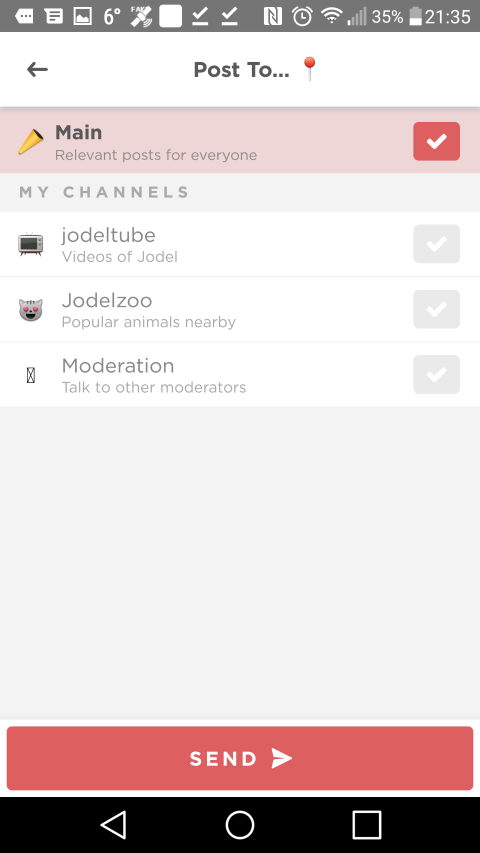 6° FAKE 35% 21:35
Post To... 📍
Main
Relevant posts for everyone
MY CHANNELS
jodeltube
Videos of Jodel
Jodelzoo
Popular animals nearby
Moderation
Talk to other moderators
SEND